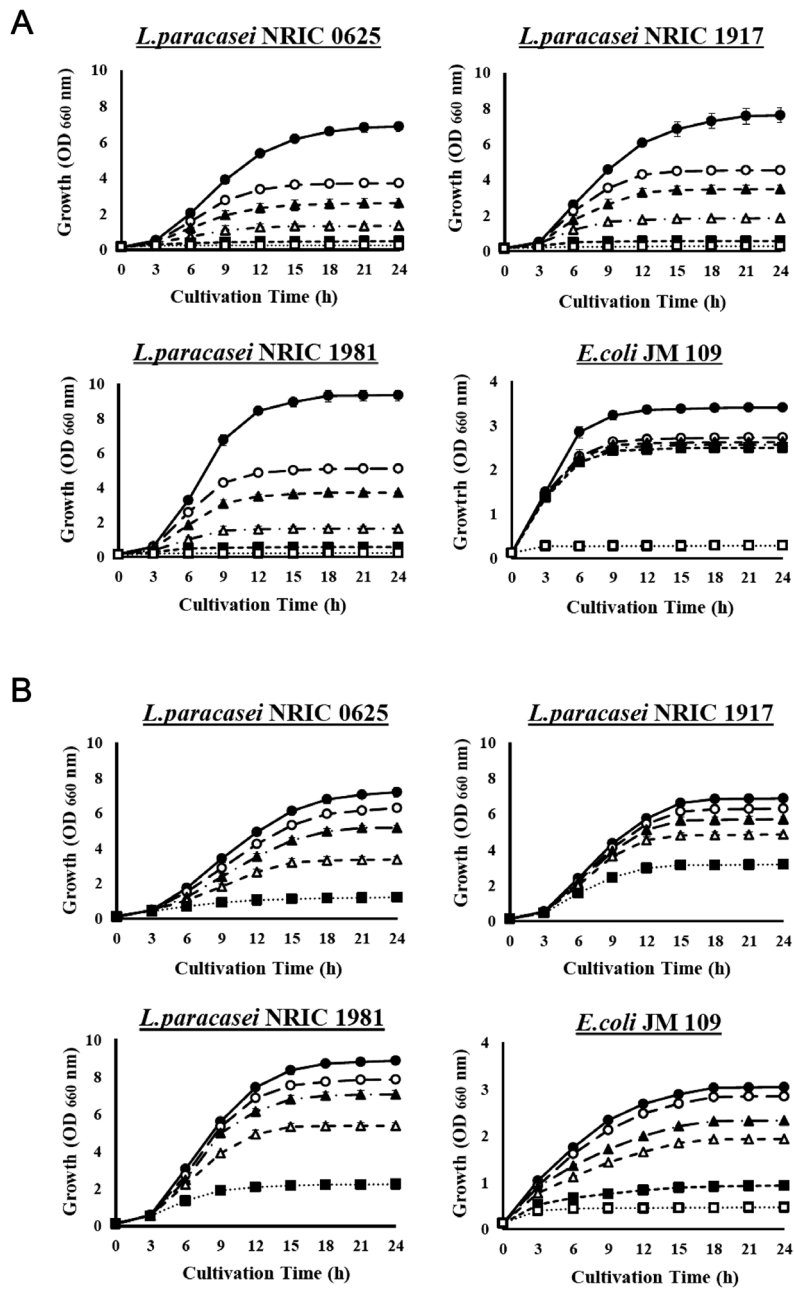 A
L.paracasei NRIC 0625
Growth (OD 660 nm)
10
8
6
4
2
0
0 3 6 9 12 15 18 21 24
Cultivation Time (h)
L.paracasei NRIC 1917
Growth (OD 660 nm)
10
8
6
4
2
0
0 3 6 9 12 15 18 21 24
Cultivation Time (h)
L.paracasei NRIC 1981
Growth (OD 660 nm)
10
8
6
4
2
0
0 3 6 9 12 15 18 21 24
Cultivation Time (h)
E.coli JM 109
Growtrh (OD 660 nm)
4
3
2
1
0
0 3 6 9 12 15 18 21 24
Cultivation Time (h)
B
L.paracasei NRIC 0625
Growth (OD 660 nm)
10
8
6
4
2
0
0 3 6 9 12 15 18 21 24
Cultivation Time (h)
L.paracasei NRIC 1917
Growth (OD 660 nm)
10
8
6
4
2
0
0 3 6 9 12 15 18 21 24
Cultivation Time (h)
L.paracasei NRIC 1981
Growth (OD 660 nm)
10
8
6
4
2
0
0 3 6 9 12 15 18 21 24
Cultivation Time (h)
E.coli JM 109
Growth (OD 660 nm)
4
3
2
1
0
0 3 6 9 12 15 18 21 24
Cultivation Time (h)